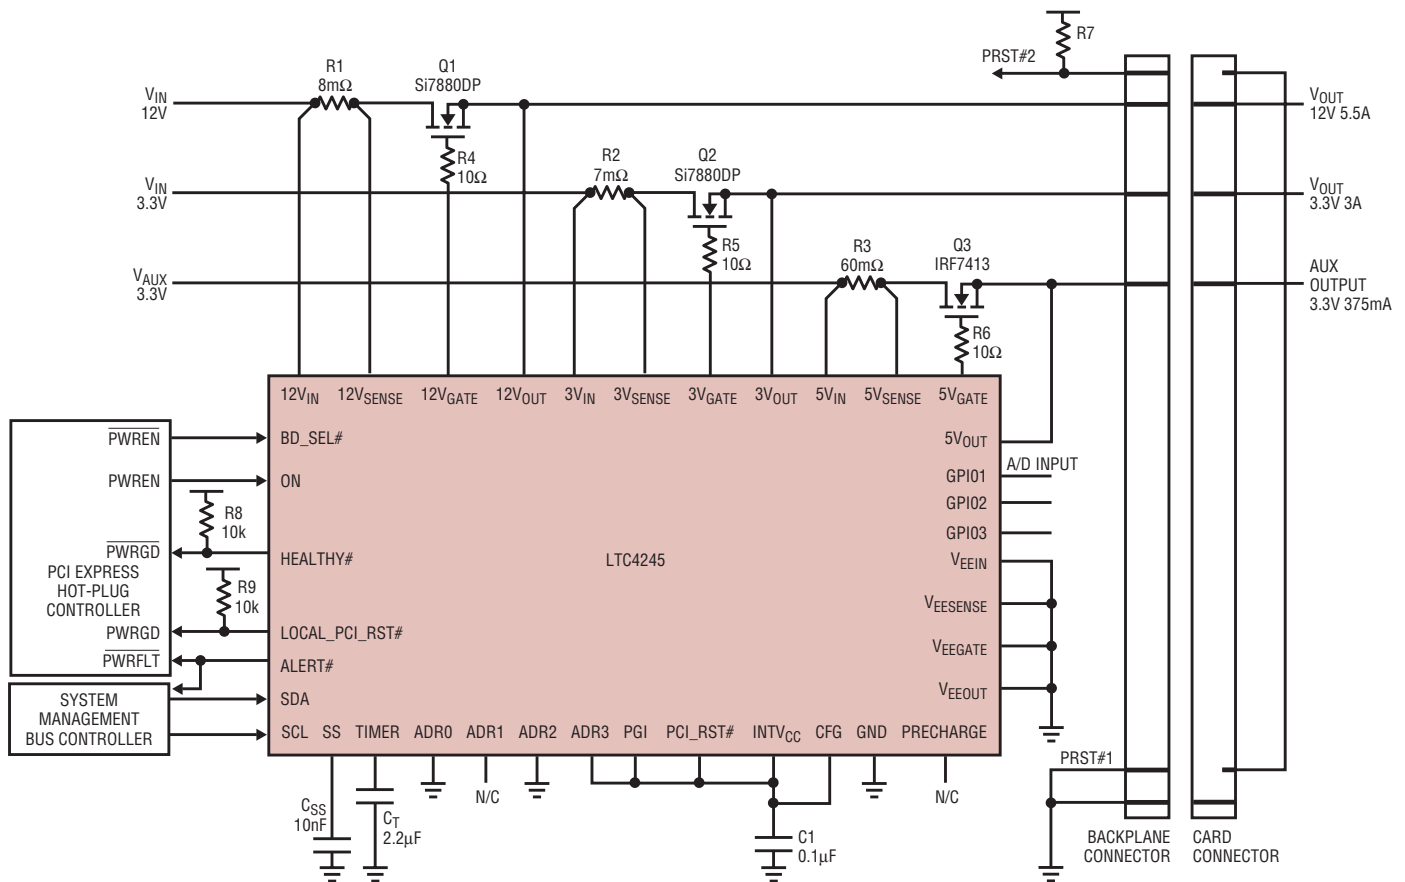 R7
PRST#2
R1
8mΩ
Q1
Si7880DP
VIN
12V
VOUT
12V 5.5A
R4
10Ω
R2
7mΩ
Q2
Si7880DP
VIN
3.3V
VOUT
3.3V 3A
R5
10Ω
R3
60mΩ
Q3
IRF7413
VAUX
3.3V
AUX
OUTPUT
3.3V 375mA
R6
10Ω
12VIN 12VSENSE 12VGATE 12VOUT 3VIN 3VSENSE 3VGATE 3VOUT 5VIN 5VSENSE 5VGATE
PWREN
BD_SEL#
5VOUT
A/D INPUT
PWREN
ON
GPIO1
GPIO2
GPIO3
R8
10k
PWRGD
HEALTHY#
LTC4245
VEEIN
PCI EXPRESS
HOT-PLUG
CONTROLLER
R9
10k
VEESENSE
PWRGD
LOCAL_PCI_RST#
VEEGATE
PWRFLT
ALERT#
VEEOUT
SYSTEM
MANAGEMENT
BUS CONTROLLER
SDA
SCL SS TIMER ADR0 ADR1 ADR2 ADR3 PGI PCI_RST# INTVCC CFG GND PRECHARGE
PRST#1
N/C
N/C
CSS
10nF
CT
2.2µF
C1
0.1µF
BACKPLANE
CONNECTOR
CARD
CONNECTOR